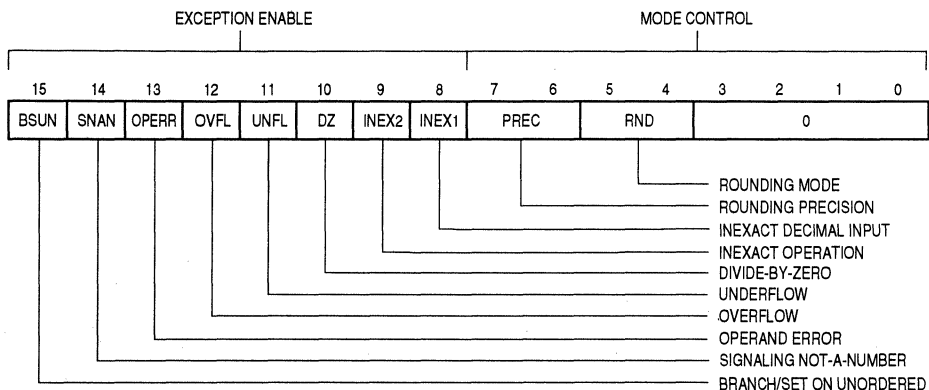 EXCEPTION ENABLE MODE CONTROL
15 14 13 12 11 10 9 8 7 6 5 4 3 2 1 0
BSUN SNAN OPERR OVFL UNFL DZ INEX2 INEX1 PREC RND 0
ROUNDING MODE
ROUNDING PRECISION
INEXACT DECIMAL INPUT
INEXACT OPERATION
DIVIDE-BY-ZERO
UNDERFLOW
OVERFLOW
OPERAND ERROR
SIGNALING NOT-A-NUMBER
BRANCH/SET ON UNORDERED